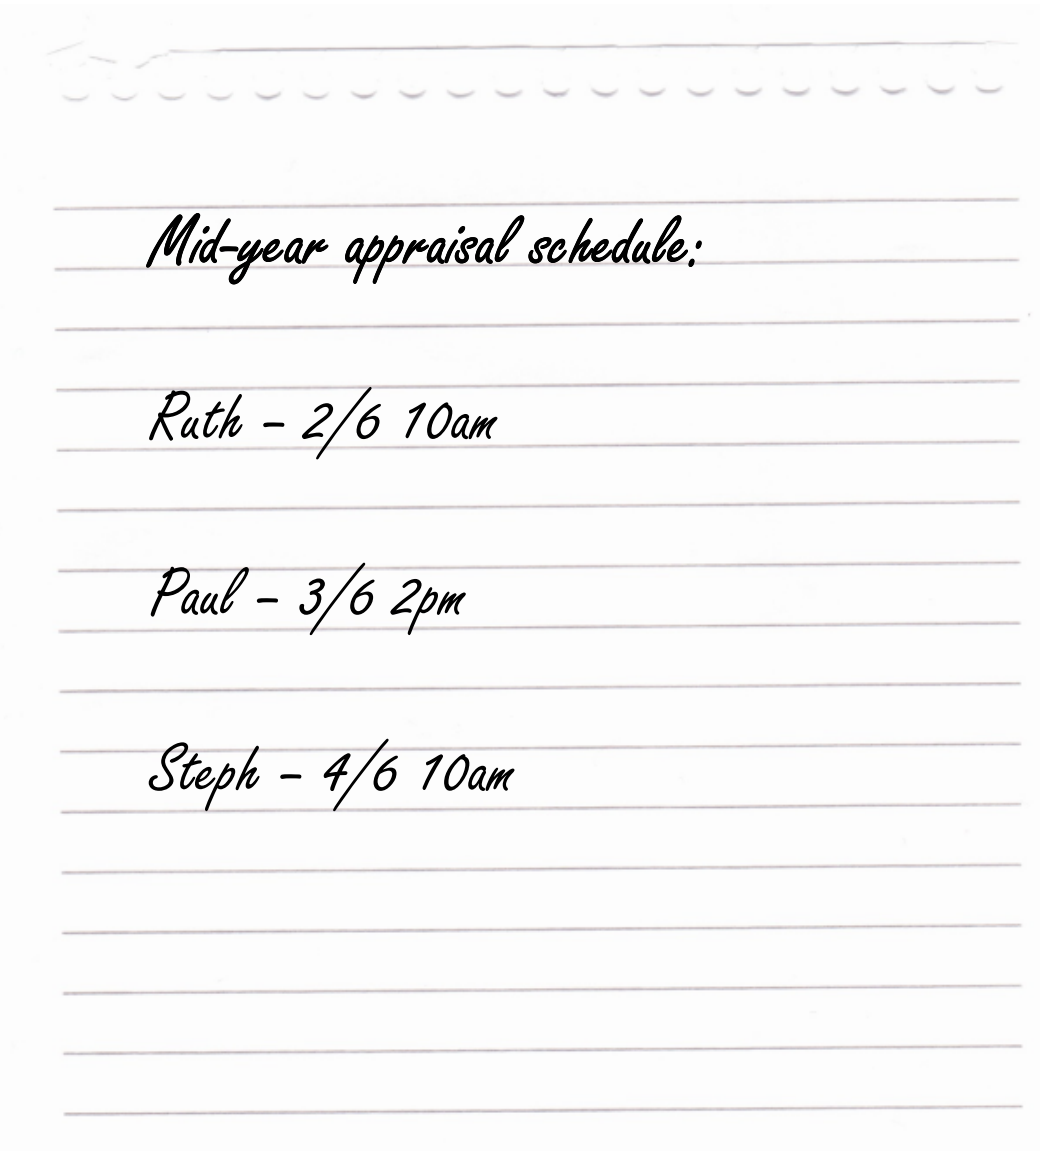 Mid-year appraisal schedule:
Ruth – 2/6 10am
Paul – 3/6 2pm
Steph – 4/6 10am